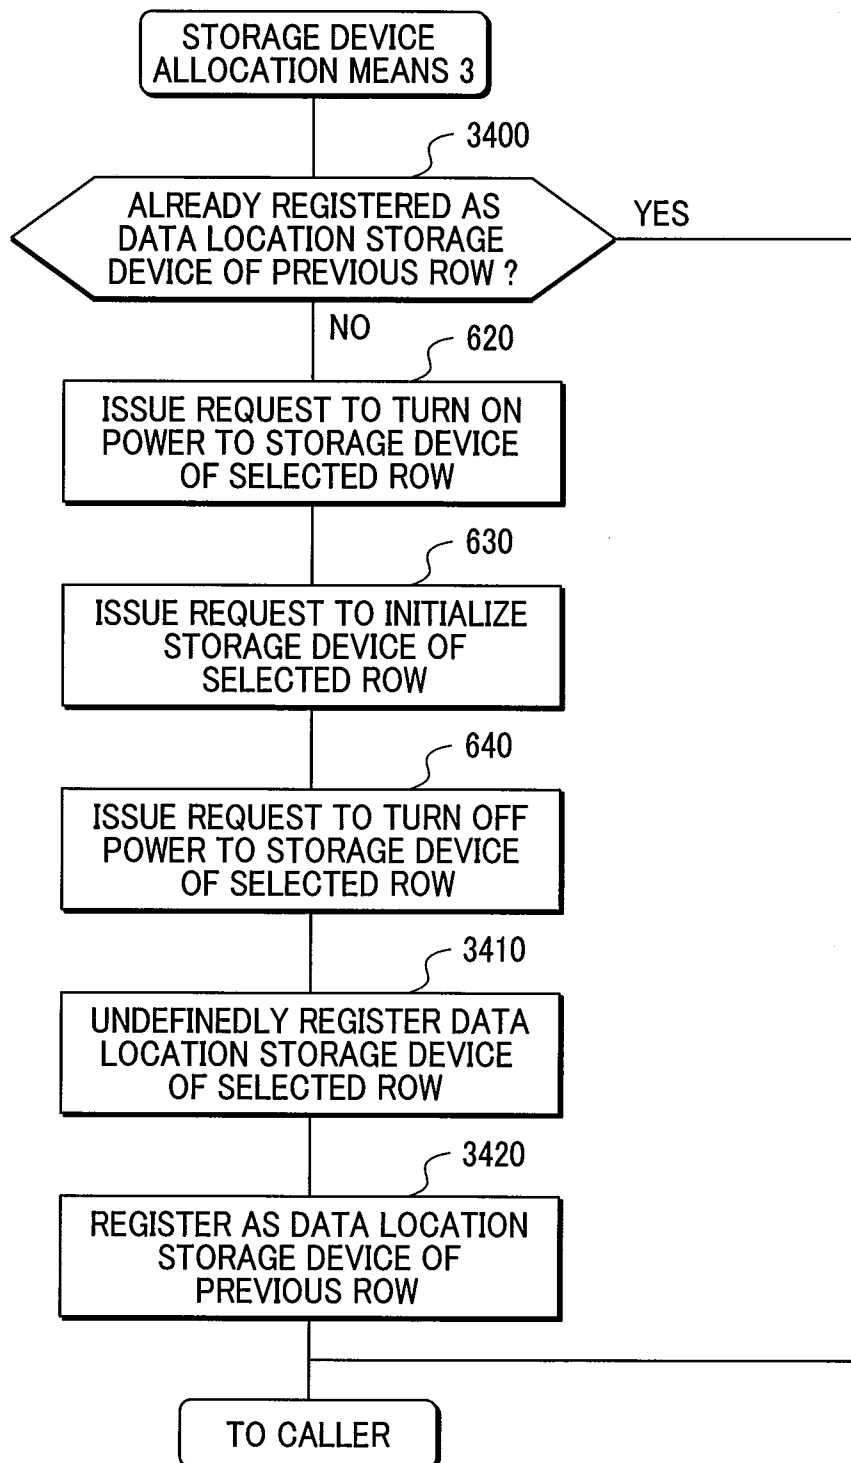 STORAGE DEVICE
ALLOCATION MEANS 3
3400
ALREADY REGISTERED AS
DATA LOCATION STORAGE
DEVICE OF PREVIOUS ROW ?
YES
NO
620
ISSUE REQUEST TO TURN ON
POWER TO STORAGE DEVICE
OF SELECTED ROW
630
ISSUE REQUEST TO INITIALIZE
STORAGE DEVICE OF
SELECTED ROW
640
ISSUE REQUEST TO TURN OFF
POWER TO STORAGE DEVICE
OF SELECTED ROW
3410
UNDEFINEDLY REGISTER DATA
LOCATION STORAGE DEVICE
OF SELECTED ROW
3420
REGISTER AS DATA LOCATION
STORAGE DEVICE OF
PREVIOUS ROW
TO CALLER